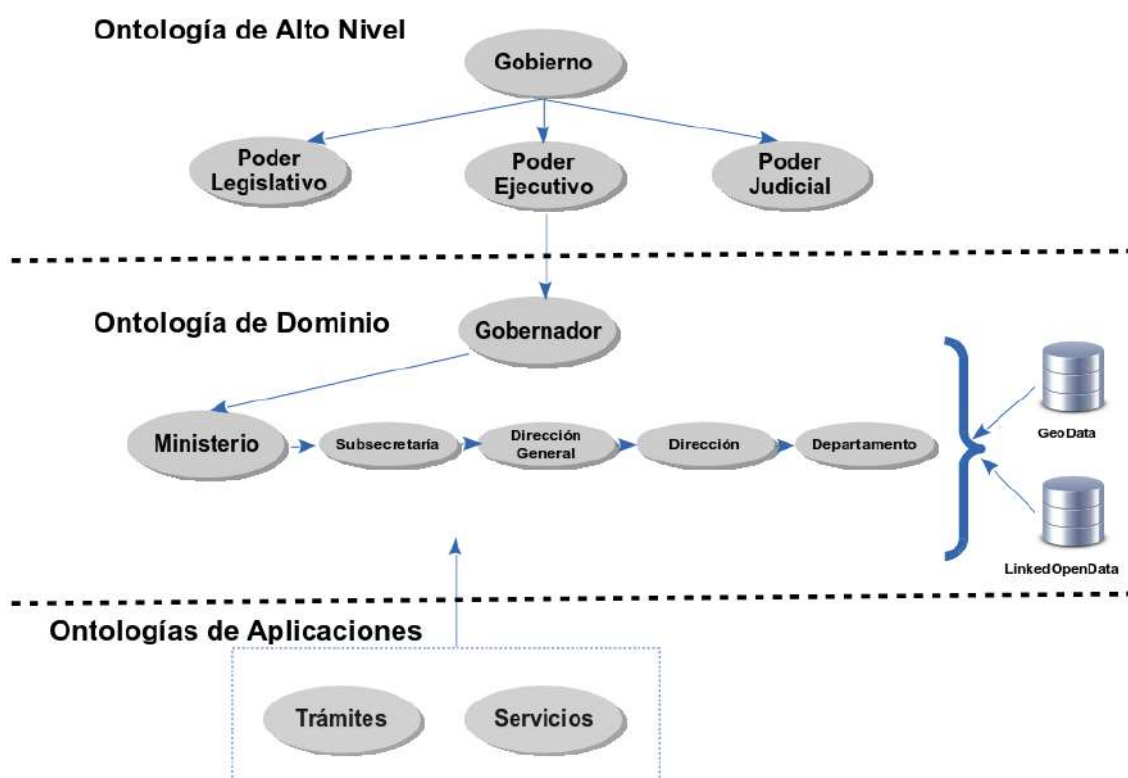 Ontología de Alto Nivel
Gobierno
Poder
Legislativo
Poder
Ejecutivo
Poder
Judicial
Ontología de Dominio
Gobernador
Ministerio
Subsecretaría
Dirección
General
Dirección
Departamento
GeoData
LinkedOpenData
Ontologías de Aplicaciones
Trámites
Servicios